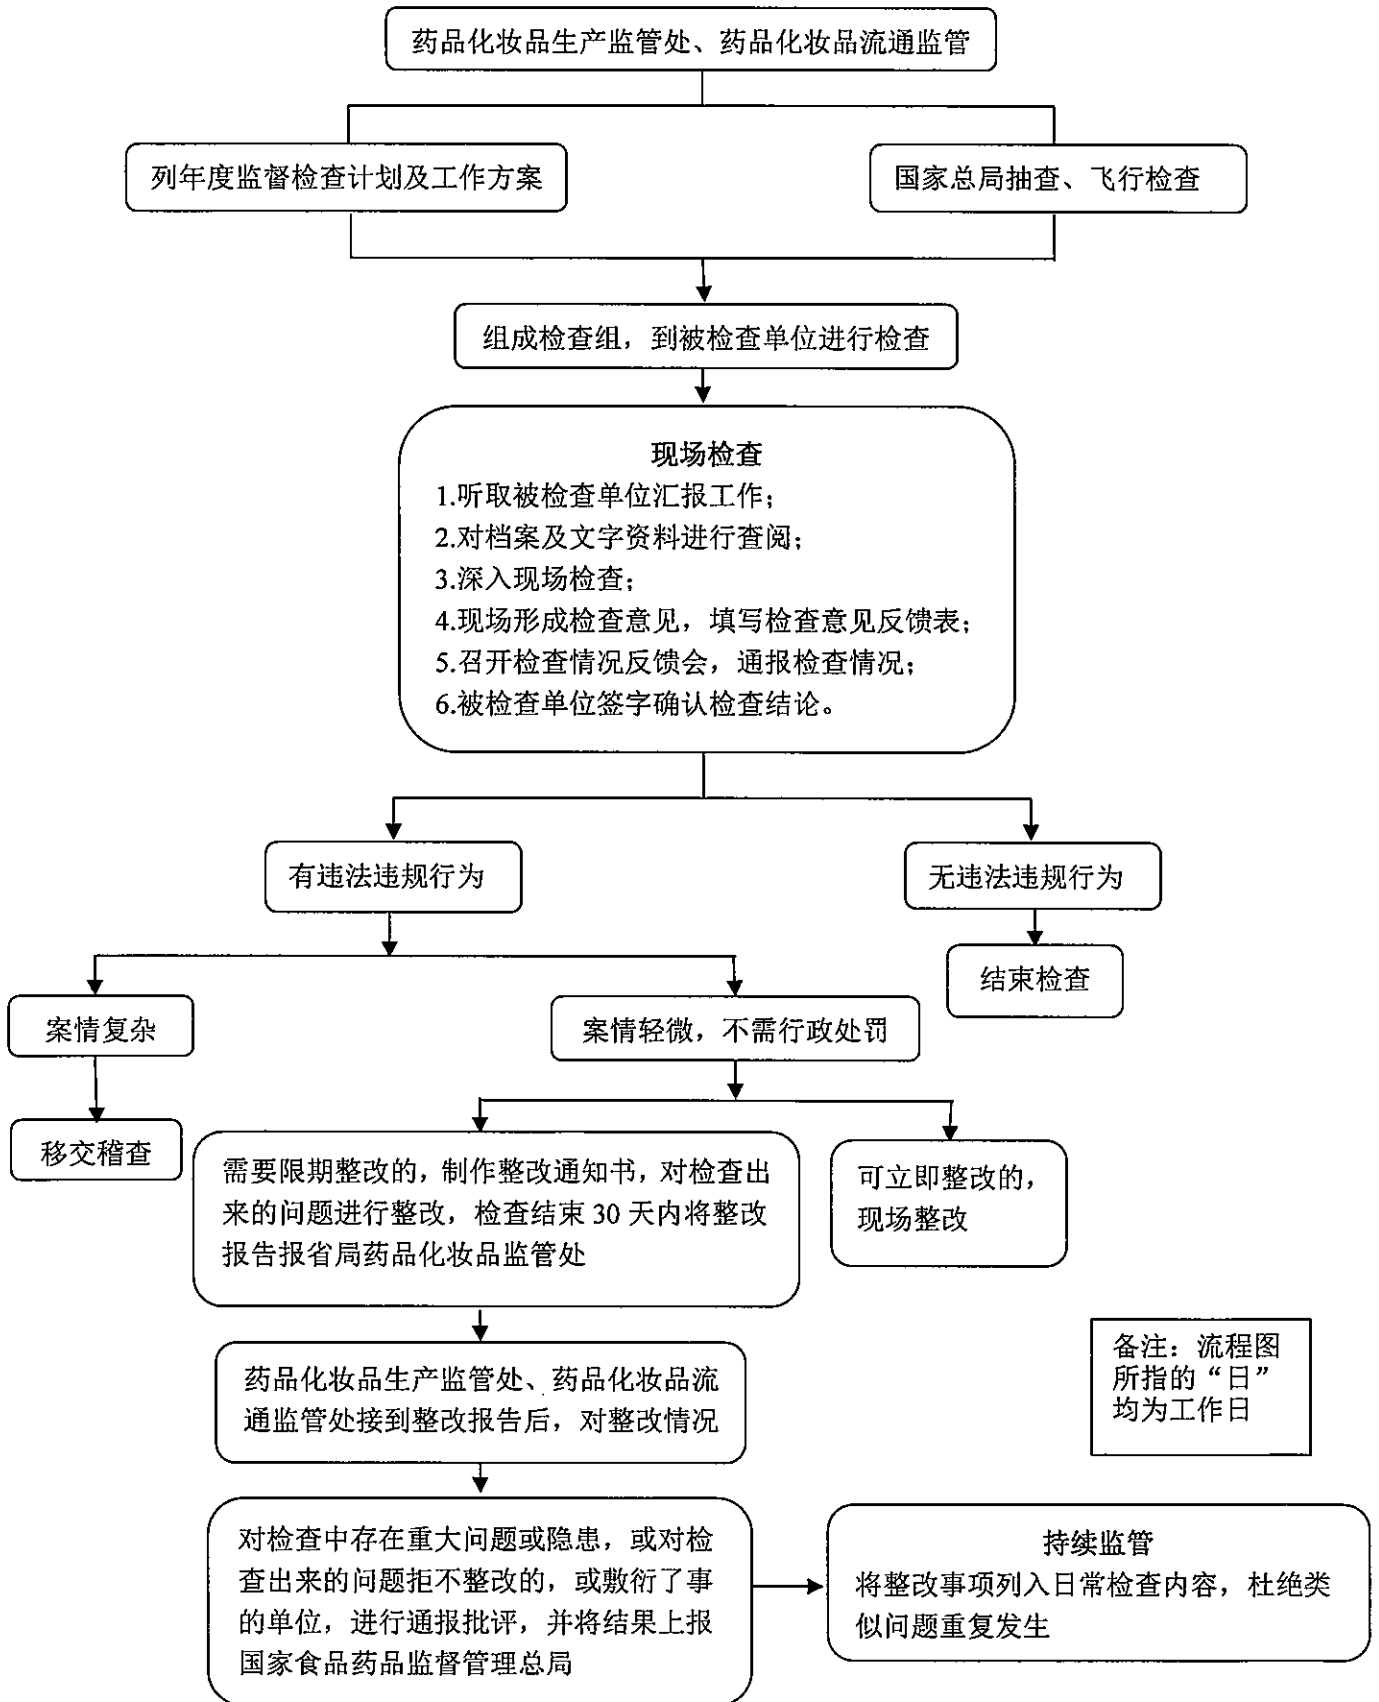 药品化妆品生产监管处、药品化妆品流通监管
列年度监督检查计划及工作方案
国家总局抽查、飞行检查
组成检查组，到被检查单位进行检查
现场检查
1.听取被检查单位汇报工作；
2.对档案及文字资料进行查阅；
3.深入现场检查；
4.现场形成检查意见，填写检查意见反馈表；
5.召开检查情况反馈会，通报检查情况；
6.被检查单位签字确认检查结论。
有违法违规行为
无违法违规行为
结束检查
案情复杂
案情轻微，不需行政处罚
移交稽查
需要限期整改的，制作整改通知书，对检查出
来的问题进行整改，检查结束 30 天内将整改
报告报省局药品化妆品监管处
可立即整改的，
现场整改
药品化妆品生产监管处、药品化妆品流
通监管处接到整改报告后，对整改情况
备注：流程图
所指的“日”
均为工作日
对检查中存在重大问题或隐患，或对检
查出来的问题拒不整改的，或敷衍了事
的单位，进行通报批评，并将结果上报
国家食品药品监督管理总局
持续监管
将整改事项列入日常检查内容，杜绝类
似问题重复发生